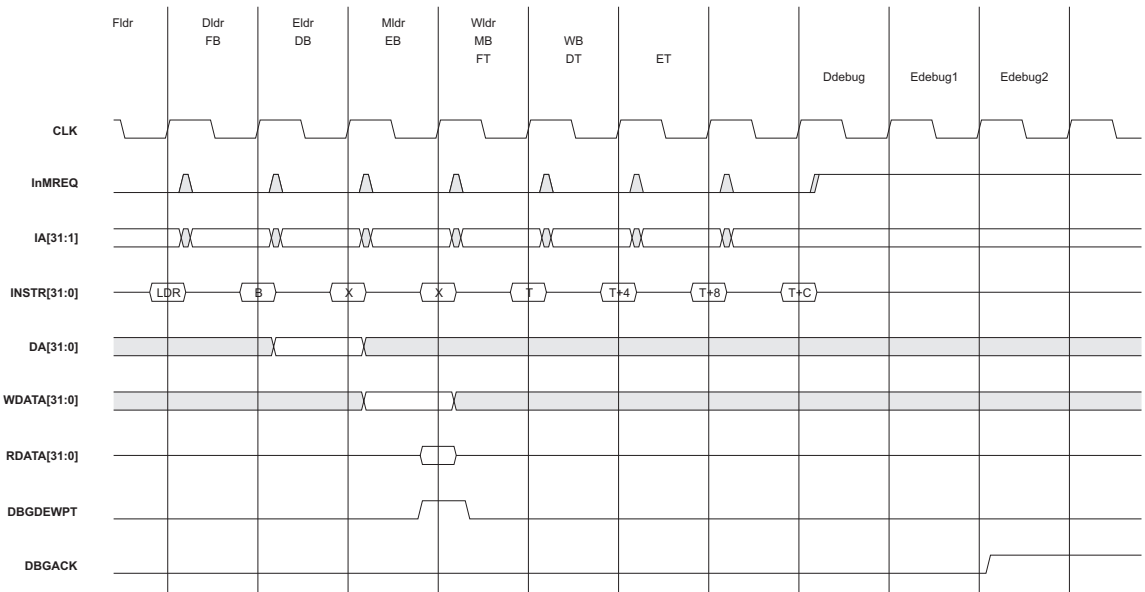 Fldr Dldr Eldr Mldr Wldr
FB DB EB MB WB
FT DT ET
Ddebug Edebug1 Edebug2
CLK
InMREQ
IA[31:1]
INSTR[31:0] LDR B X X T T+4 T+8 T+C
DA[31:0]
WDATA[31:0]
RDATA[31:0]
DBGDEWPT
DBGACK